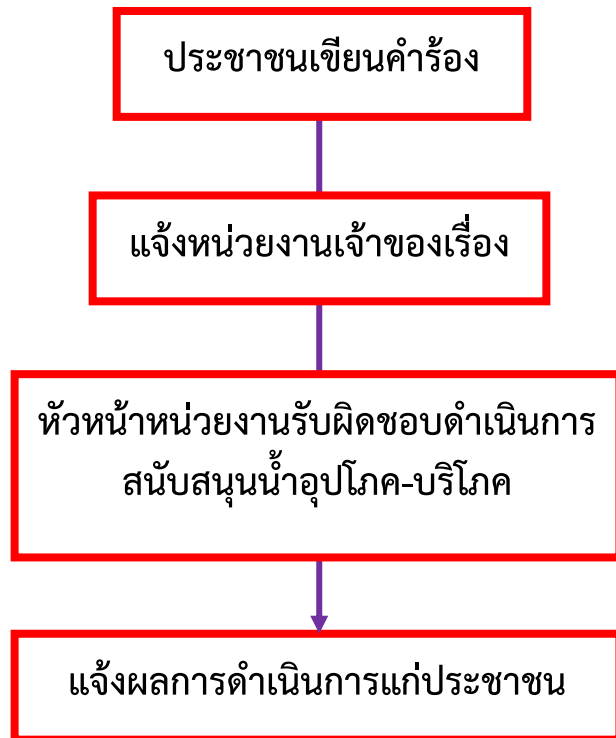 ประชาชนเขียนคำร้อง
แจ้งหน่วยงานเจ้าของเรื่อง
หัวหน้าหน่วยงานรับผิดชอบดำเนินการ
สนับสนุนน้ำอุปโภค-บริโภค
แจ้งผลการดำเนินการแก่ประชาชน